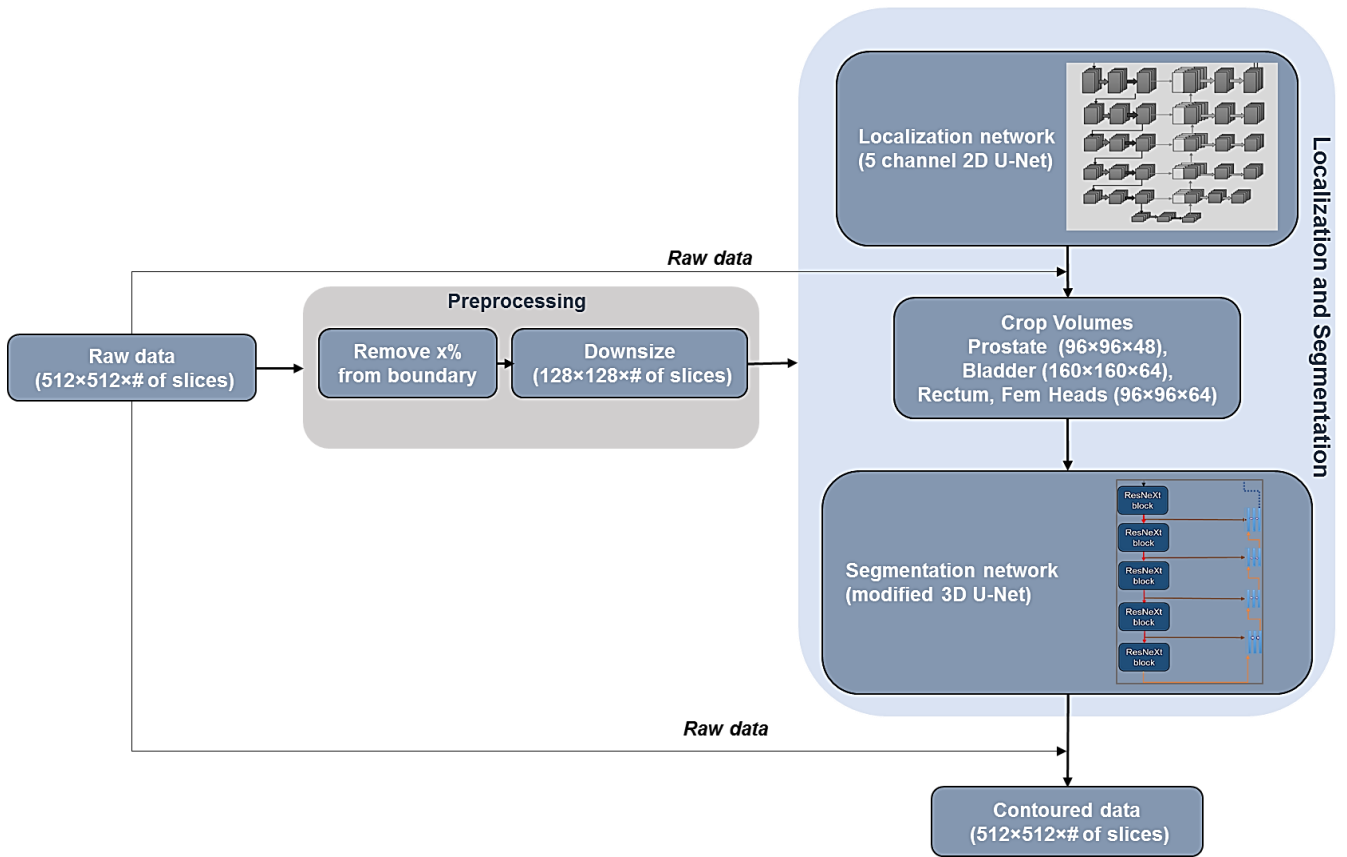 Localization network
(5 channel 2D U-Net)
Localization and Segmentation
Raw data
Preprocessing
Raw data
(512×512×# of slices)
Remove x%
from boundary
Downsize
(128×128×# of slices)
Crop Volumes
Prostate (96×96×48),
Bladder (160×160×64),
Rectum, Fem Heads (96×96×64)
Segmentation network
(modified 3D U-Net)
ResNeXt
block
ResNeXt
block
ResNeXt
block
ResNeXt
block
ResNeXt
block
Raw data
Contoured data
(512×512×# of slices)